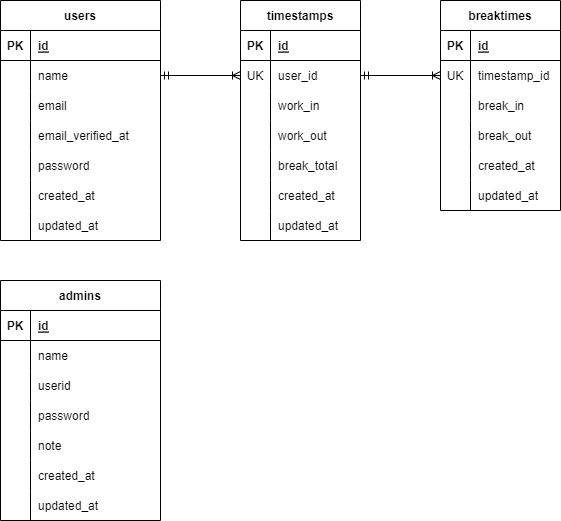 users
PK id
name
email
email_verified_at
password
created_at
updated_at
timestamps
PK id
UK user_id
work_in
work_out
break_total
created_at
updated_at
breaktimes
PK id
UK timestamp_id
break_in
break_out
created_at
updated_at
admins
PK id
name
userid
password
note
created_at
updated_at